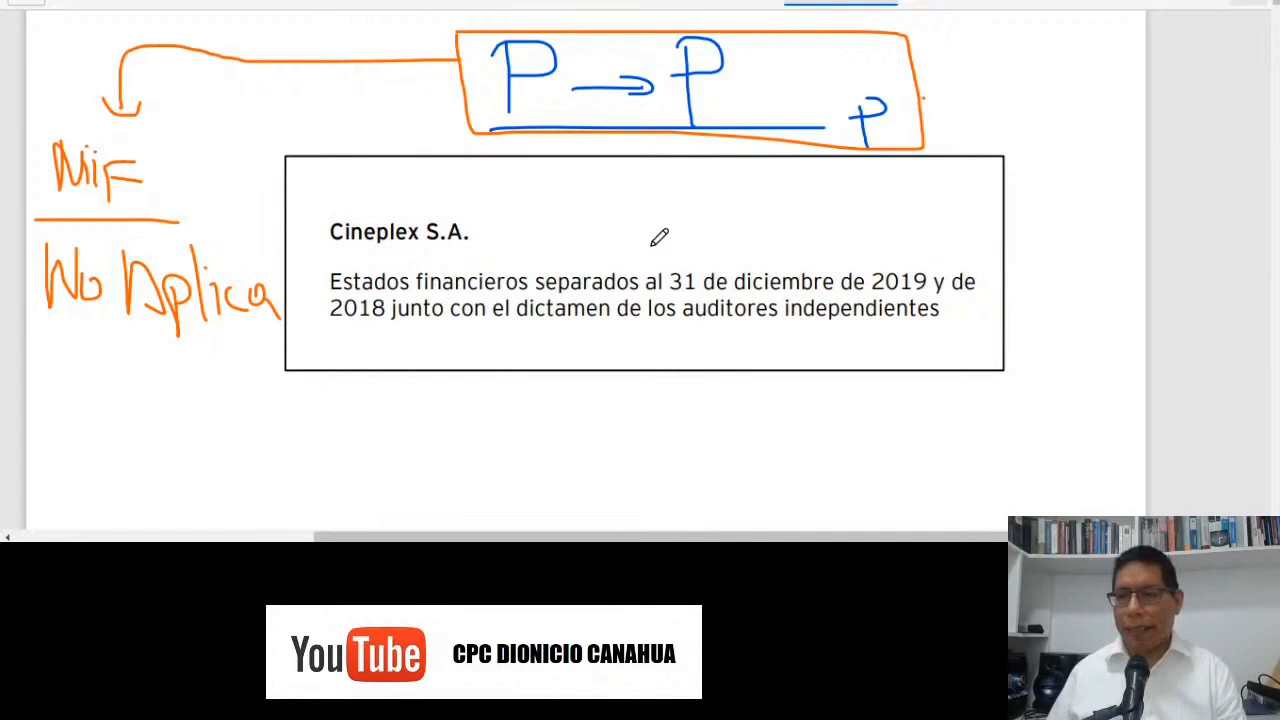 P → P
P
NiiF
No Aplica
Cineplex S.A.
Estados financieros separados al 31 de diciembre de 2019 y de
2018 junto con el dictamen de los auditores independientes
YouTube CPC DIONICIO CANAHUA